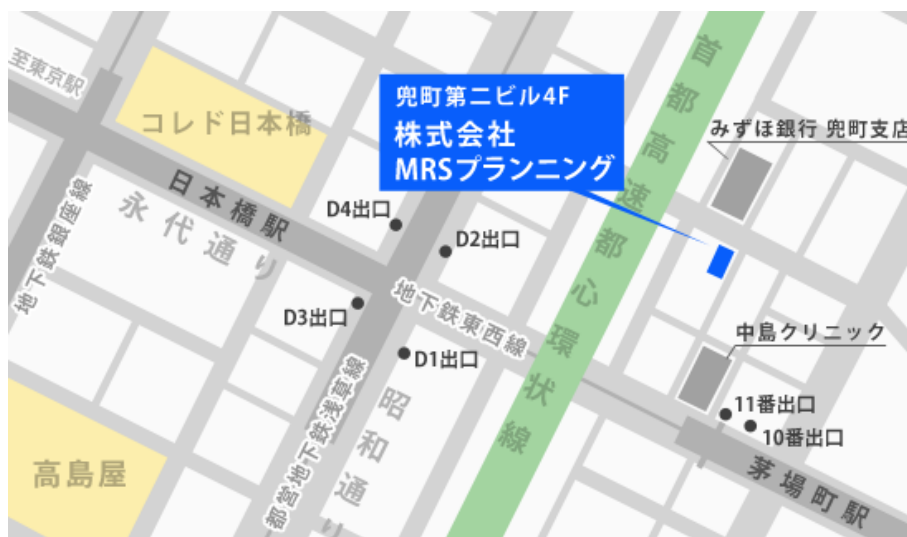 至東京駅
コレド日本橋
兜町第二ビル4F
株式会社
MRSプランニング
首都高速都心環状線
みずほ銀行 兜町支店
日本橋駅
永代通り
地下鉄銀座線
D4出口
D2出口
D3出口
D1出口
地下鉄東西線
中島クリニック
11番出口
10番出口
茅場町駅
都営地下鉄浅草線
昭和通り
高島屋